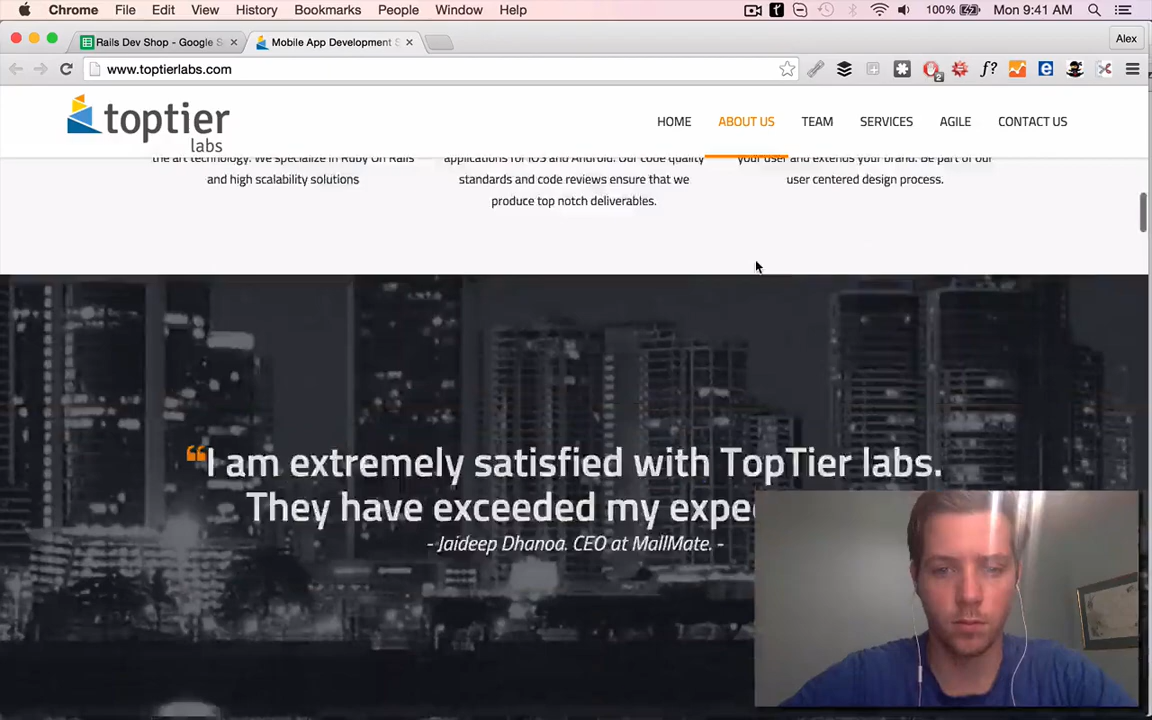 Chrome File Edit View History Bookmarks People Window Help 100% Mon 9:41 AM
Rails Dev Shop - Google S Mobile App Development S Alex
www.toptierlabs.com
toptier
labs
HOME ABOUT US TEAM SERVICES AGILE CONTACT US
the art technology. We specialize in Ruby On Rails
and high scalability solutions
applications for iOS and Android. Our code quality
standards and code reviews ensure that we
produce top notch deliverables.
your user and extends your brand. Be part of our
user centered design process.
“I am extremely satisfied with TopTier labs.
They have exceeded my expec
- Jaideep Dhanoa. CEO at MallMate. -